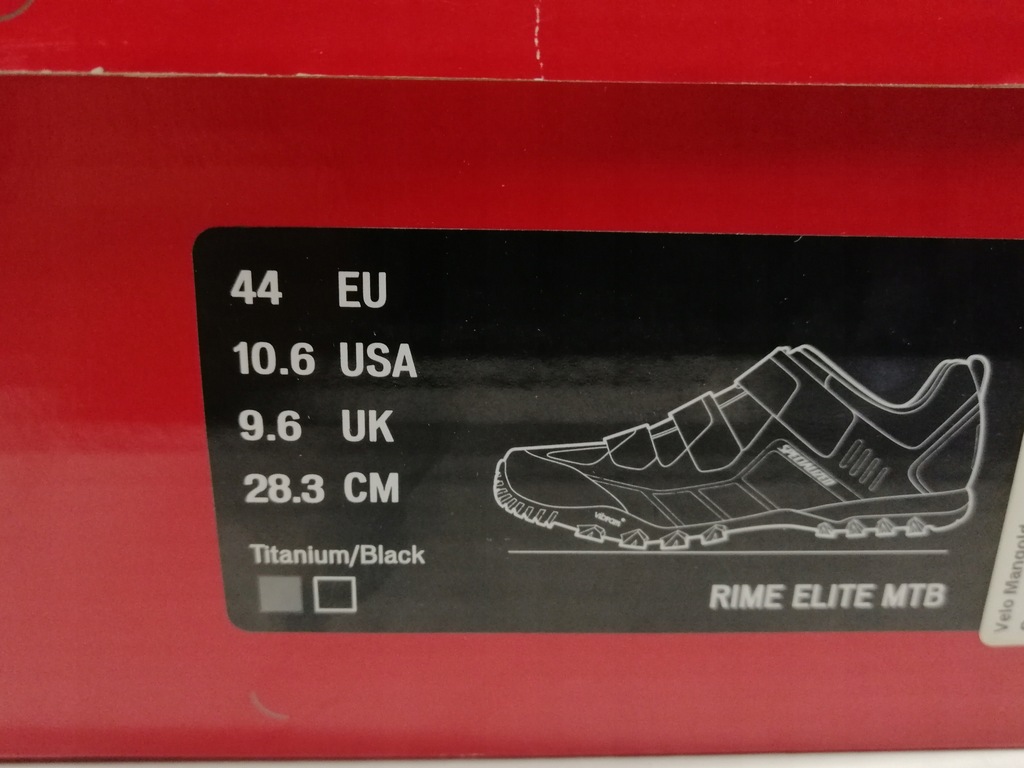 44 EU
10.6 USA
9.6 UK
28.3 CM
Titanium/Black
SPECIALIZED
vibram®
RIME ELITE MTB
Velo Mangold